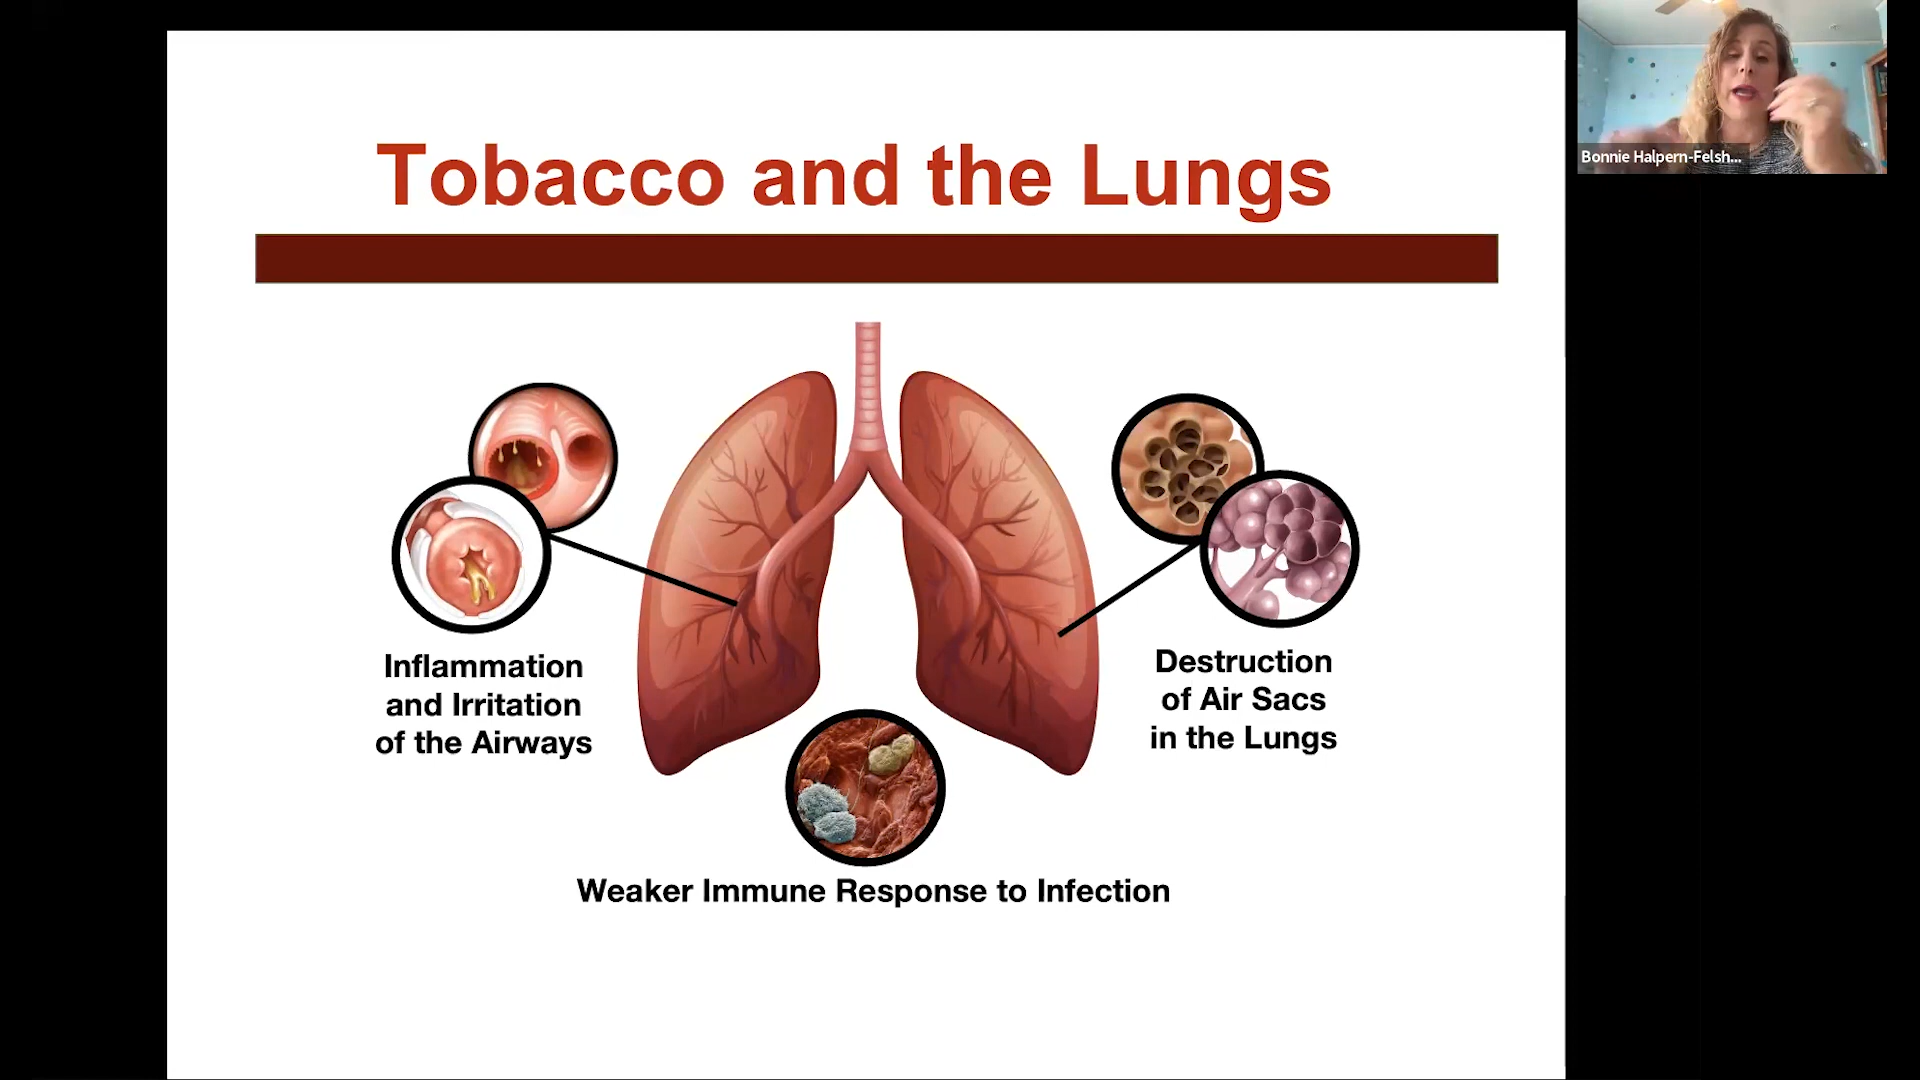 Tobacco and the Lungs
Bonnie Halpern-Felsh...
Inflammation
and Irritation
of the Airways
Destruction
of Air Sacs
in the Lungs
Weaker Immune Response to Infection